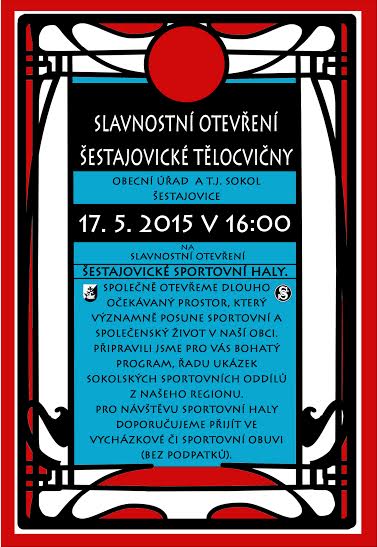 SLAVNOSTNÍ OTEVŘENÍ
ŠESTAJOVICKÉ TĚLOCVIČNY
OBECNÍ ÚŘAD A T.J. SOKOL
ŠESTAJOVICE
17. 5. 2015 V 16:00
NA
SLAVNOSTNÍ OTEVŘENÍ
ŠESTAJOVICKÉ SPORTOVNÍ HALY.
SPOLEČNĚ OTEVŘEME DLOUHO
OČEKÁVANÝ PROSTOR, KTERÝ
VÝZNAMNĚ POSUNE SPORTOVNÍ A
SPOLEČENSKÝ ŽIVOT V NAŠÍ OBCI.
PŘIPRAVILI JSME PRO VÁS BOHATÝ
PROGRAM, ŘADU UKÁZEK
SOKOLSKÝCH SPORTOVNÍCH ODDÍLŮ
Z NAŠEHO REGIONU.
PRO NÁVŠTĚVU SPORTOVNÍ HALY
DOPORUČUJEME PŘIJÍT VE
VYCHÁZKOVÉ ČI SPORTOVNÍ OBUVI
(BEZ PODPATKŮ).